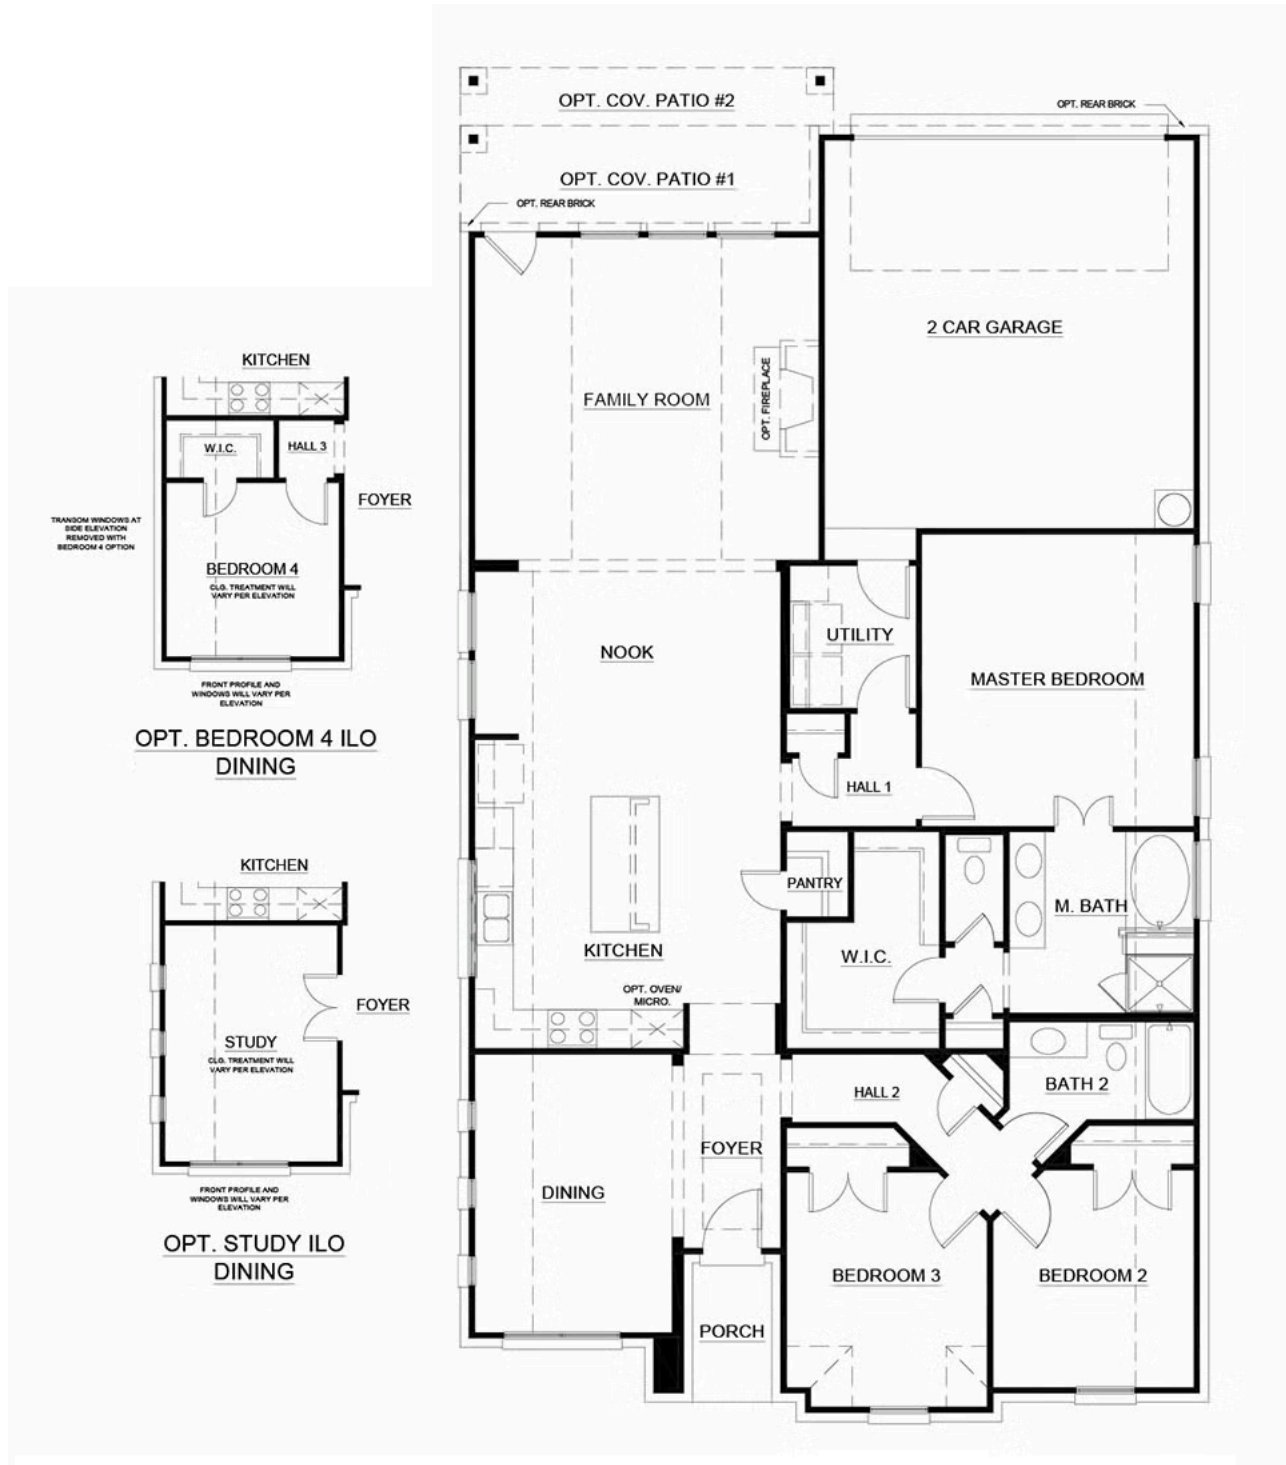 OPT. COV. PATIO #2
OPT. REAR BRICK
OPT. COV. PATIO #1
OPT. REAR BRICK
2 CAR GARAGE
FAMILY ROOM
OPT. FIREPLACE
UTILITY
NOOK
MASTER BEDROOM
HALL 1
PANTRY
M. BATH
W.I.C.
KITCHEN
OPT. OVEN/
MICRO.
BATH 2
HALL 2
FOYER
DINING
BEDROOM 3
BEDROOM 2
PORCH
KITCHEN
W.I.C.
HALL 3
FOYER
TRANSOM WINDOWS AT
SIDE ELEVATION
REMOVED WITH
BEDROOM 4 OPTION
BEDROOM 4
CLG. TREATMENT WILL
VARY PER ELEVATION
FRONT PROFILE AND
WINDOWS WILL VARY PER
ELEVATION
OPT. BEDROOM 4 ILO
DINING
KITCHEN
FOYER
STUDY
CLG. TREATMENT WILL
VARY PER ELEVATION
FRONT PROFILE AND
WINDOWS WILL VARY PER
ELEVATION
OPT. STUDY ILO
DINING